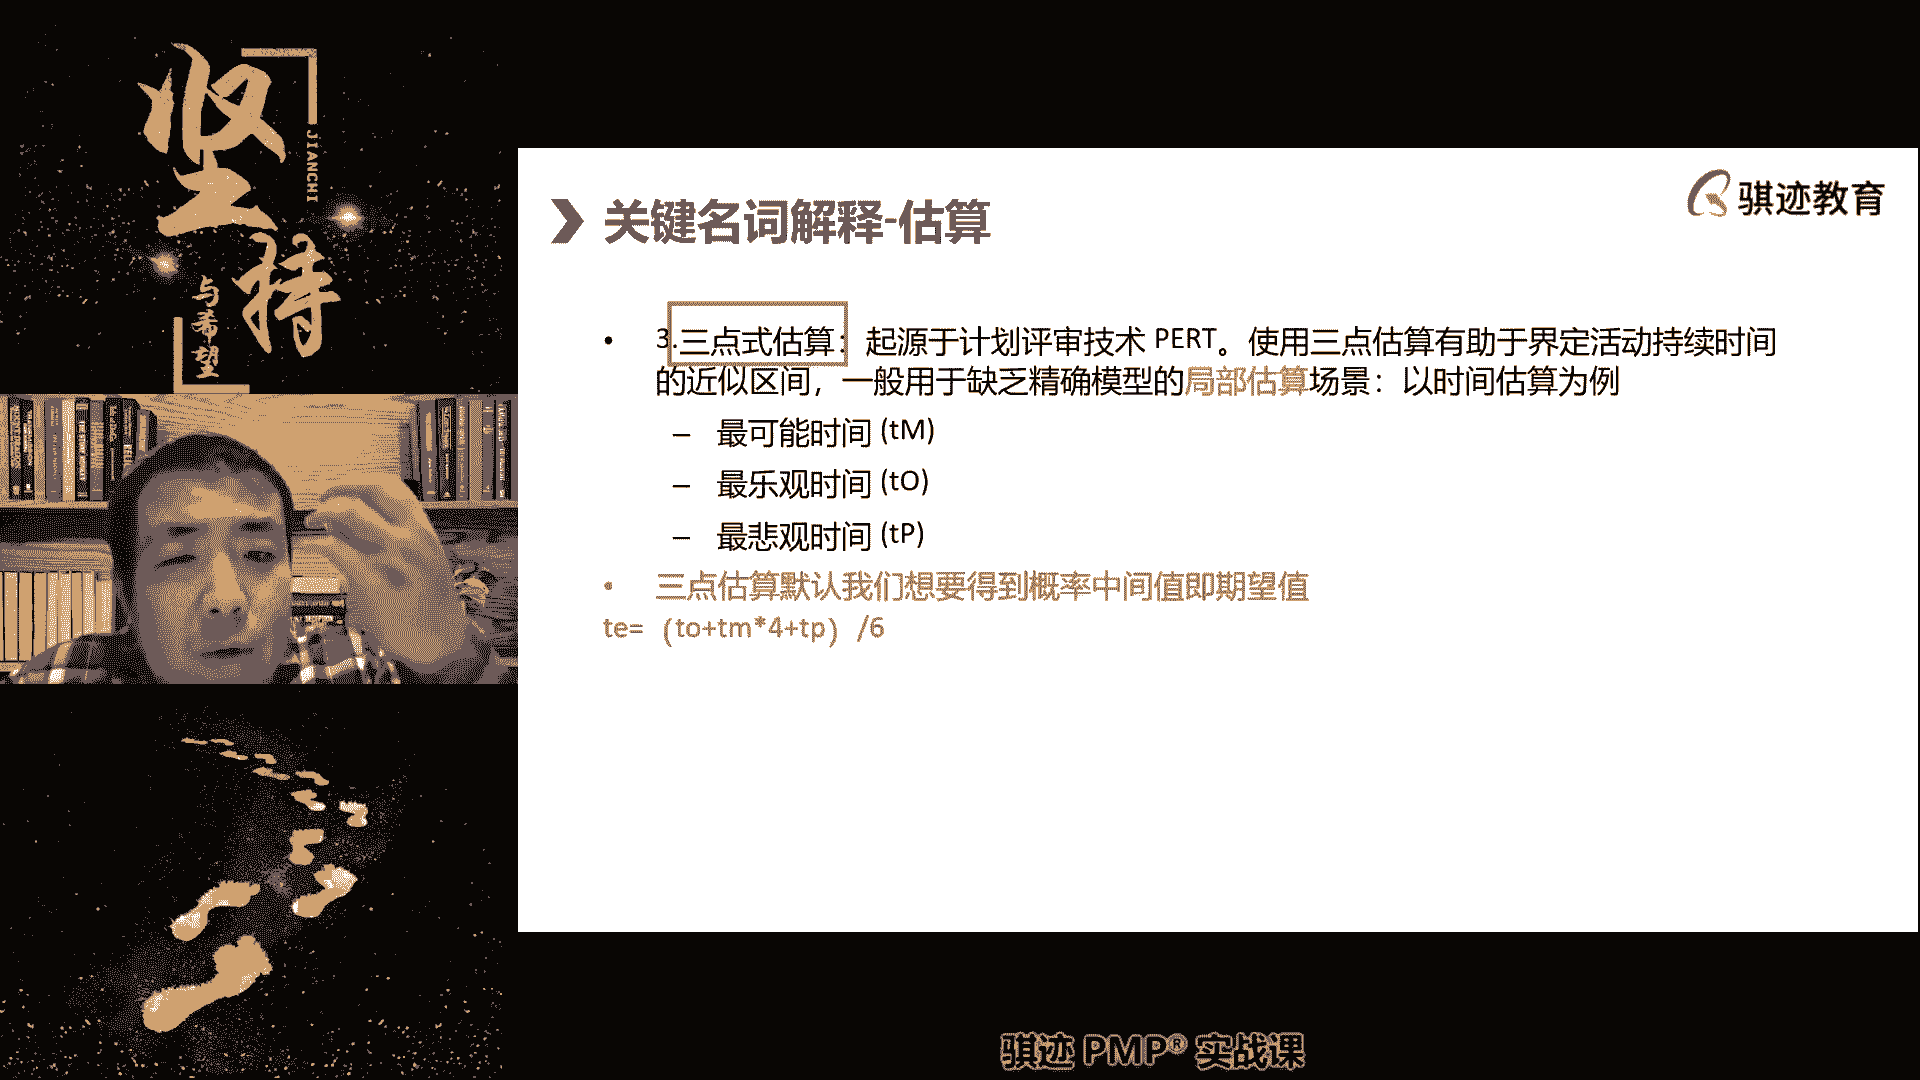 坚持
JIANCHI
与希望
骐迹教育
关键名词解释-估算
• 3.三点式估算：起源于计划评审技术 PERT。使用三点估算有助于界定活动持续时间
的近似区间，一般用于缺乏精确模型的局部估算场景：以时间估算为例
– 最可能时间 (tM)
– 最乐观时间 (tO)
– 最悲观时间 (tP)
• 三点估算默认我们想要得到概率中间值即期望值
te=（to+tm*4+tp）/6
骐迹 PMP® 实战课